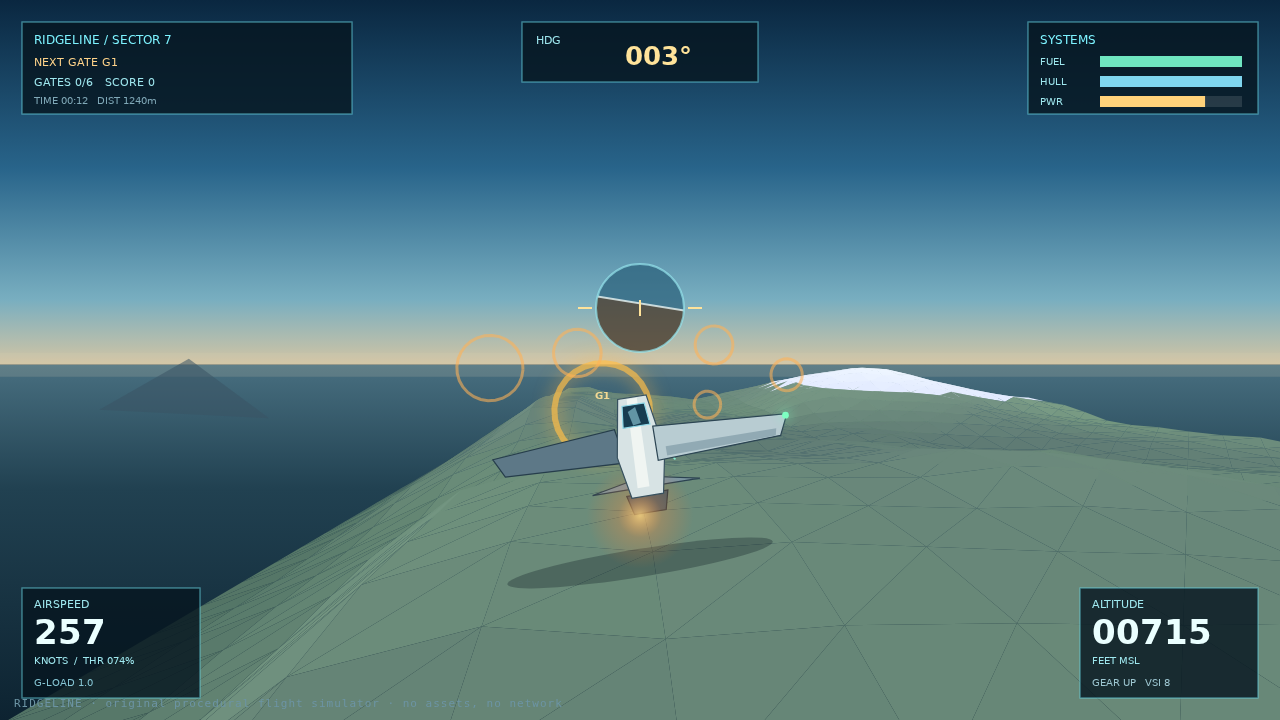 RIDGELINE / SECTOR 7
NEXT GATE G1
GATES 0/6 SCORE 0
TIME 00:12 DIST 1240m
HDG
003°
SYSTEMS
FUEL
HULL
PWR
G1
AIRSPEED
257
KNOTS / THR 074%
G-LOAD 1.0
ALTITUDE
00715
FEET MSL
GEAR UP VSI 8
RIDGELINE · original procedural flight simulator · no assets, no network